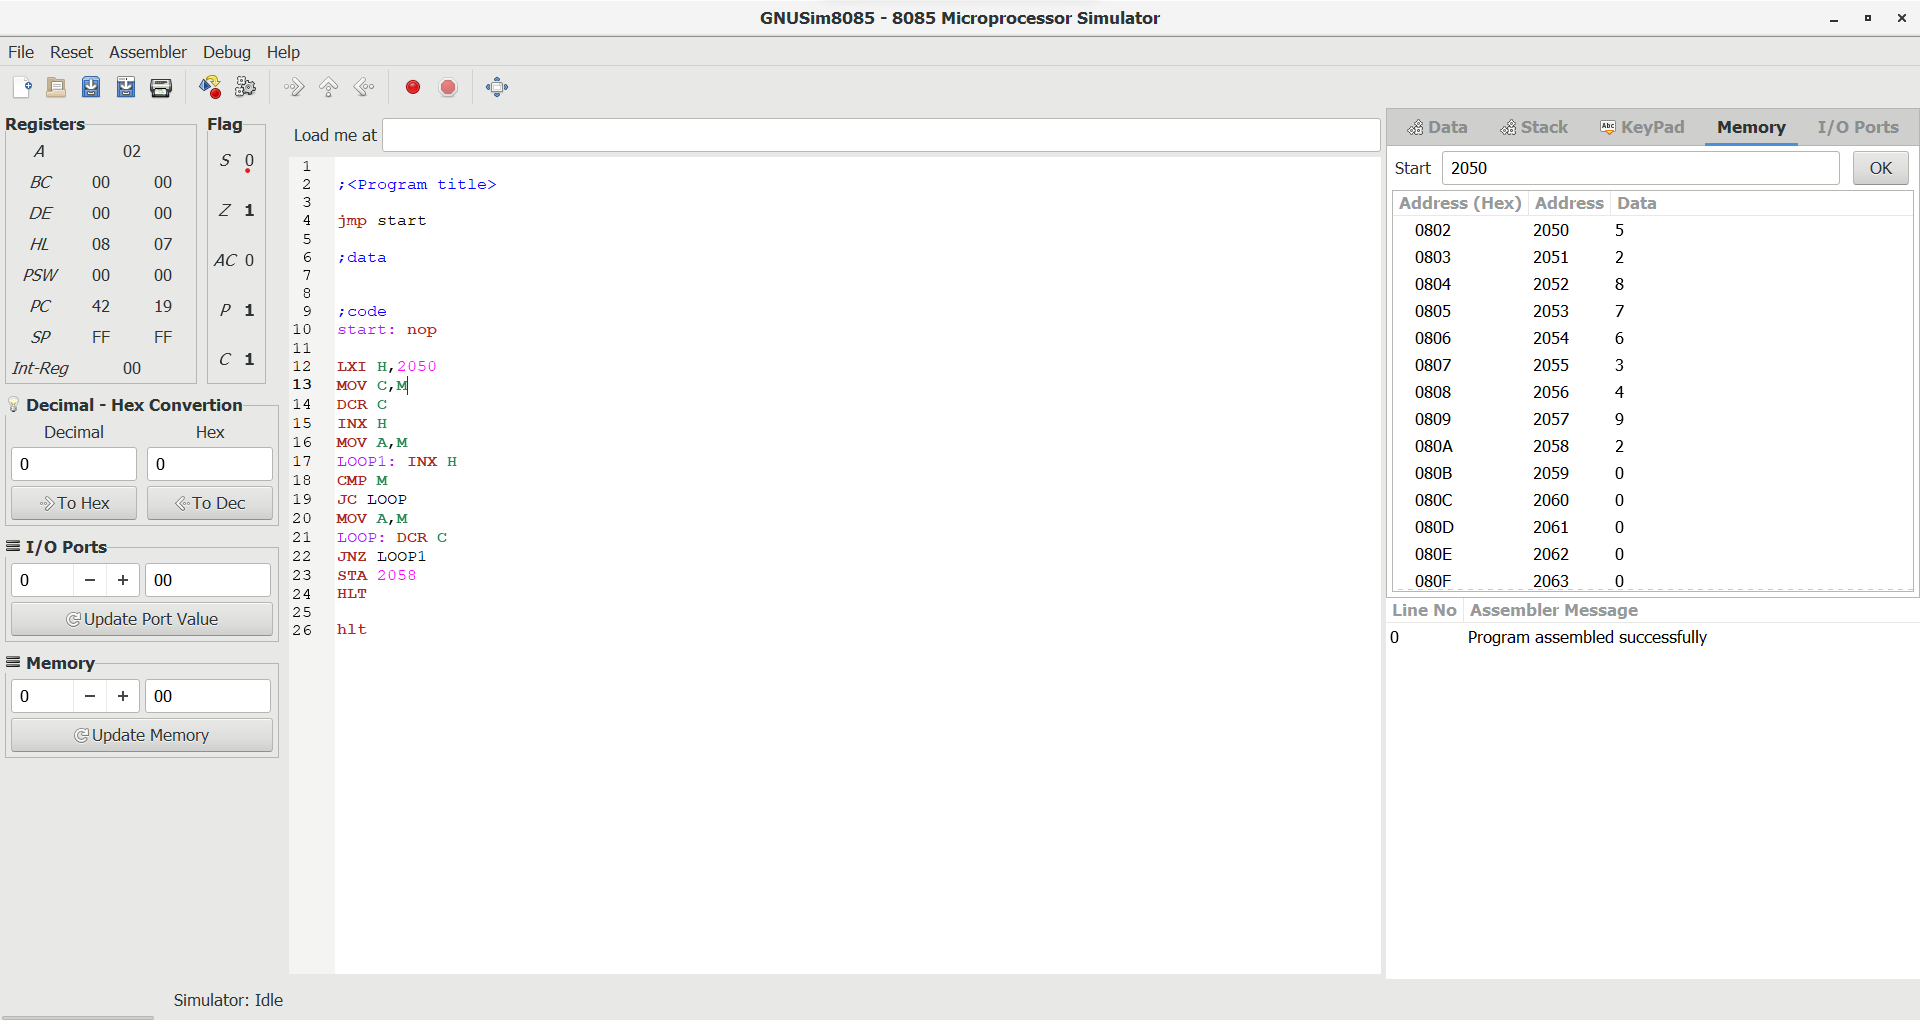 GNUSim8085 - 8085 Microprocessor Simulator
File Reset Assembler Debug Help
Registers
A 02
BC 00 00
DE 00 00
HL 08 07
PSW 00 00
PC 42 19
SP FF FF
Int-Reg 00
Flag
S 0
Z 1
AC 0
P 1
C 1
Decimal - Hex Convertion
Decimal Hex
0 0
To Hex To Dec
I/O Ports
0 − + 00
Update Port Value
Memory
0 − + 00
Update Memory
Load me at
1
2 ;<Program title>
3
4 jmp start
5
6 ;data
7
8
9 ;code
10 start: nop
11
12 LXI H,2050
13 MOV C,M
14 DCR C
15 INX H
16 MOV A,M
17 LOOP1: INX H
18 CMP M
19 JC LOOP
20 MOV A,M
21 LOOP: DCR C
22 JNZ LOOP1
23 STA 2058
24 HLT
25
26 hlt
Data Stack Abc KeyPad Memory I/O Ports
Start 2050 OK
Address (Hex) Address Data
0802 2050 5
0803 2051 2
0804 2052 8
0805 2053 7
0806 2054 6
0807 2055 3
0808 2056 4
0809 2057 9
080A 2058 2
080B 2059 0
080C 2060 0
080D 2061 0
080E 2062 0
080F 2063 0
Line No Assembler Message
0 Program assembled successfully
Simulator: Idle